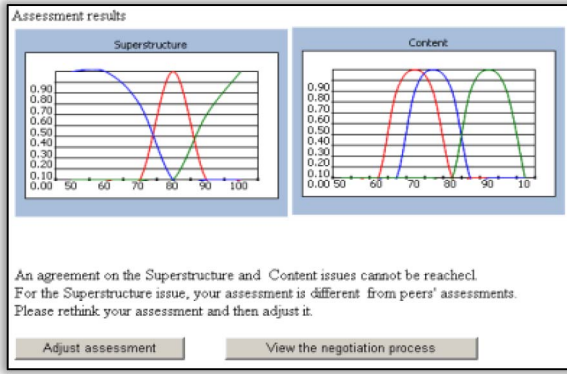 Assessment results
Superstructure
0.90
0.80
0.70
0.60
0.50
0.40
0.30
0.20
0.10
0.00 50 60 70 80 90 100
Content
0.90
0.80
0.70
0.60
0.50
0.40
0.30
0.20
0.10
0.00 50 60 70 80 90 10
An agreement on the Superstructure and Content issues cannot be reachecl.
For the Superstructure issue, your assessment is different from peers' assessments.
Please rethink your assessment and then adjust it.
Adjust assessment
View the negotiation process